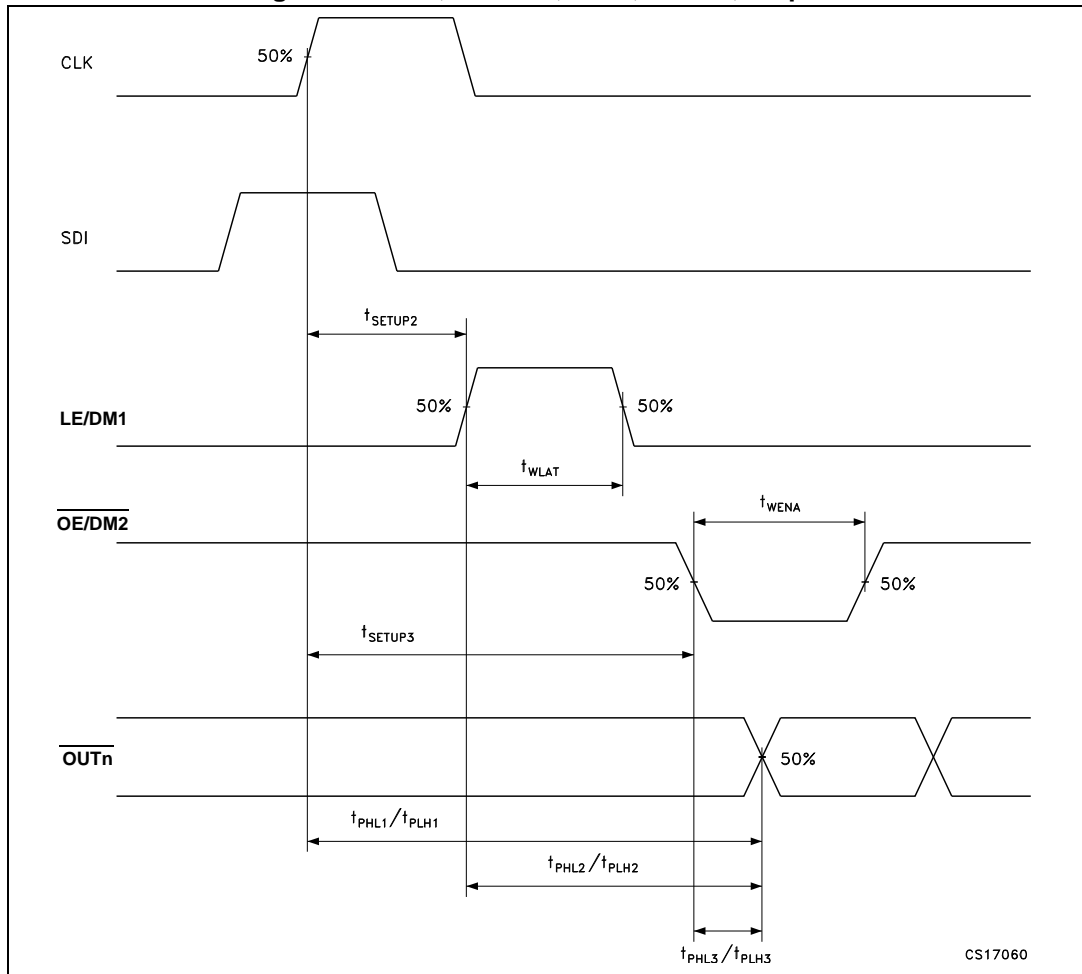 CLK
50%
SDI
tSETUP2
LE/DM1
50%
50%
tWLAT
OE/DM2
tWENA
50%
50%
tSETUP3
OUTn
50%
tPHL1/tPLH1
tPHL2/tPLH2
tPHL3/tPLH3
CS17060